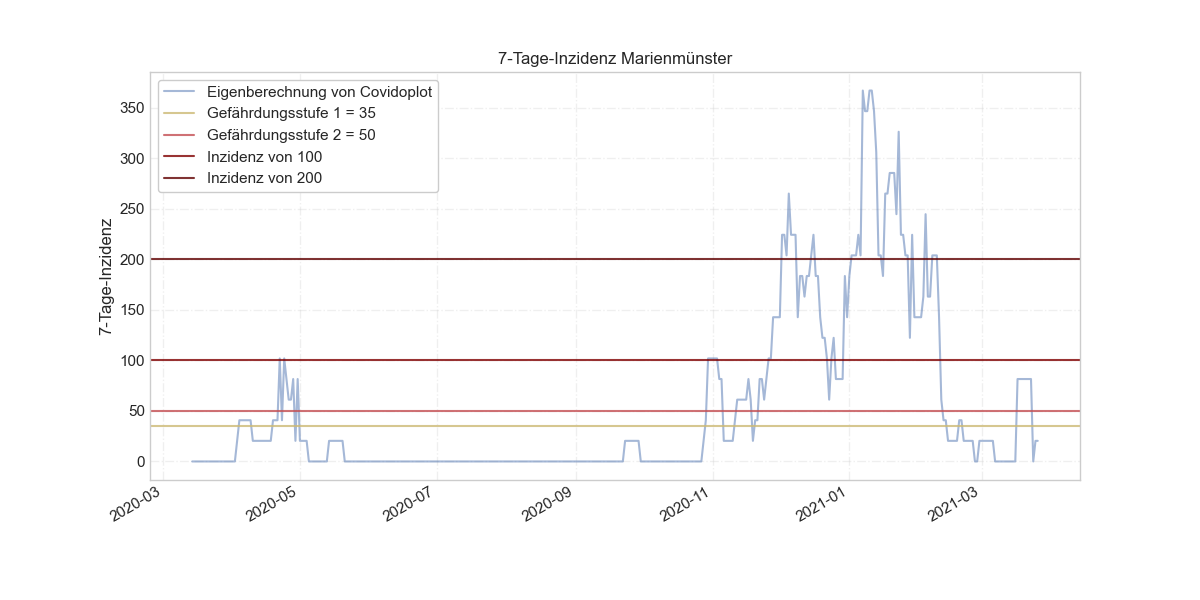 7-Tage-Inzidenz Marienmünster
Eigenberechnung von Covidoplot
Gefährdungsstufe 1 = 35
Gefährdungsstufe 2 = 50
Inzidenz von 100
Inzidenz von 200
7-Tage-Inzidenz
350
300
250
200
150
100
50
0
2020-03
2020-05
2020-07
2020-09
2020-11
2021-01
2021-03